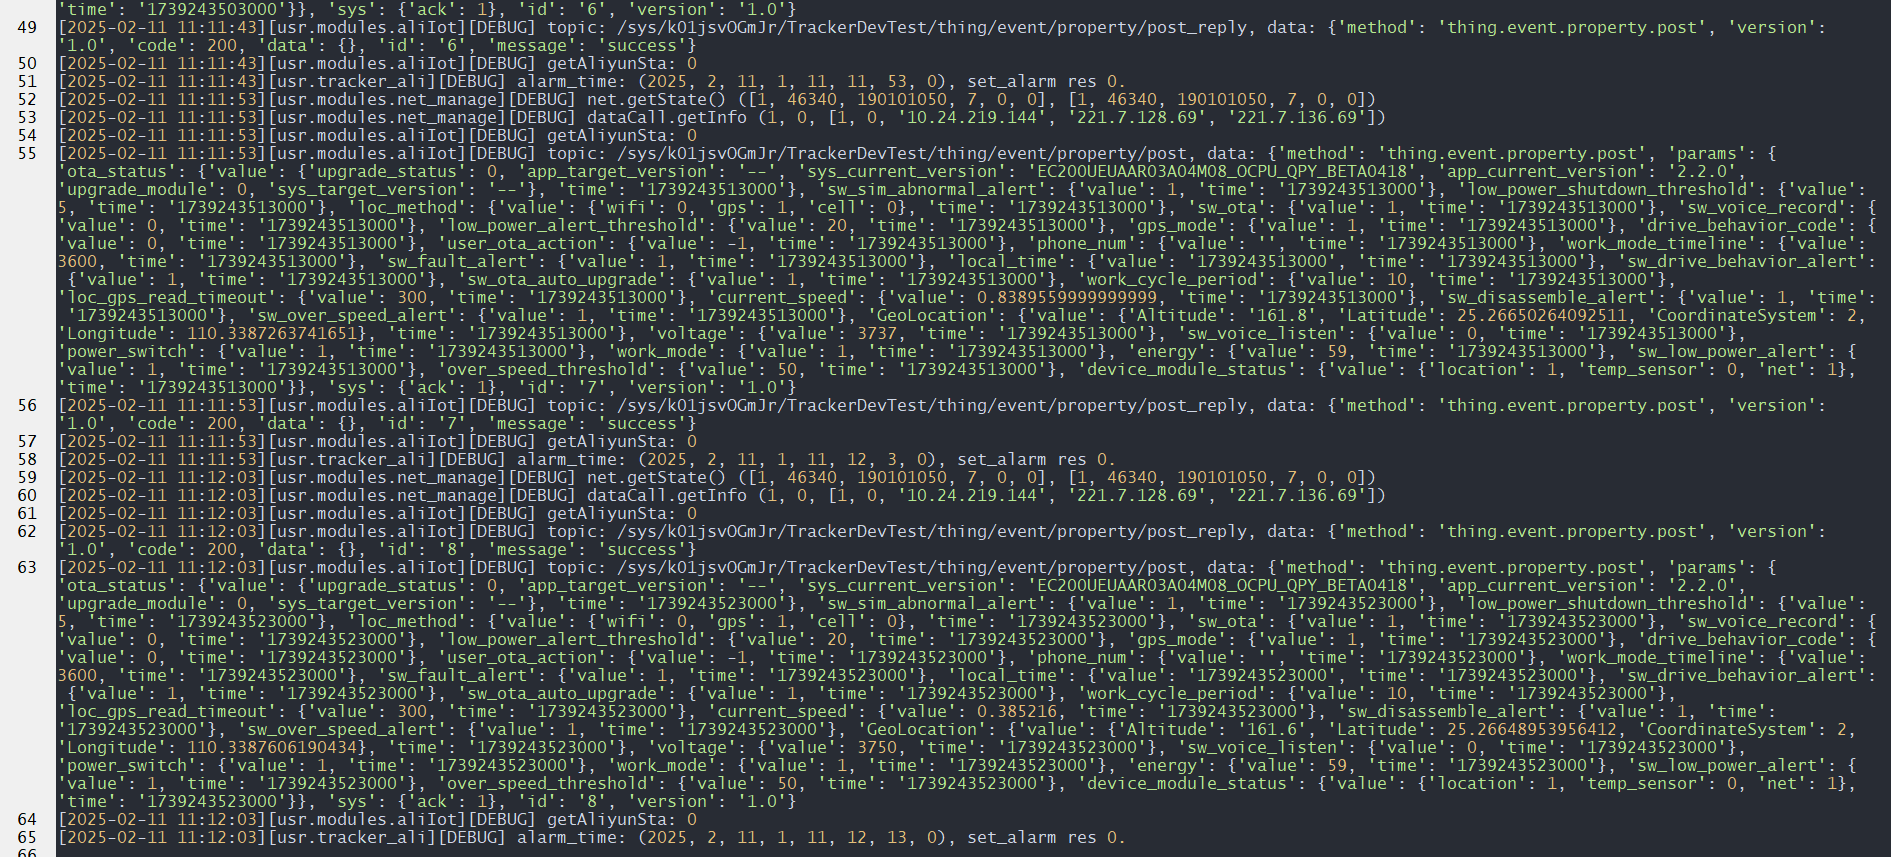 'time': '1739243503000'}}, 'sys': {'ack': 1}, 'id': '6', 'version': '1.0'}
49 [2025-02-11 11:11:43][usr.modules.aliIot][DEBUG] topic: /sys/k01jsvOGmJr/TrackerDevTest/thing/event/property/post_reply, data: {'method': 'thing.event.property.post', 'version':
'1.0', 'code': 200, 'data': {}, 'id': '6', 'message': 'success'}
50 [2025-02-11 11:11:43][usr.modules.aliIot][DEBUG] getAliyunSta: 0
51 [2025-02-11 11:11:43][usr.tracker_ali][DEBUG] alarm_time: (2025, 2, 11, 1, 11, 11, 53, 0), set_alarm res 0.
52 [2025-02-11 11:11:53][usr.modules.net_manage][DEBUG] net.getState() ([1, 46340, 190101050, 7, 0, 0], [1, 46340, 190101050, 7, 0, 0])
53 [2025-02-11 11:11:53][usr.modules.net_manage][DEBUG] dataCall.getInfo (1, 0, [1, 0, '10.24.219.144', '221.7.128.69', '221.7.136.69'])
54 [2025-02-11 11:11:53][usr.modules.aliIot][DEBUG] getAliyunSta: 0
55 [2025-02-11 11:11:53][usr.modules.aliIot][DEBUG] topic: /sys/k01jsvOGmJr/TrackerDevTest/thing/event/property/post, data: {'method': 'thing.event.property.post', 'params': {
'ota_status': {'value': {'upgrade_status': 0, 'app_target_version': '--', 'sys_current_version': 'EC200UEUAAR03A04M08_OCPU_QPY_BETA0418', 'app_current_version': '2.2.0',
'upgrade_module': 0, 'sys_target_version': '--'}, 'time': '1739243513000'}, 'sw_sim_abnormal_alert': {'value': 1, 'time': '1739243513000'}, 'low_power_shutdown_threshold': {'value':
5, 'time': '1739243513000'}, 'loc_method': {'value': {'wifi': 0, 'gps': 1, 'cell': 0}, 'time': '1739243513000'}, 'sw_ota': {'value': 1, 'time': '1739243513000'}, 'sw_voice_record': {
'value': 0, 'time': '1739243513000'}, 'low_power_alert_threshold': {'value': 20, 'time': '1739243513000'}, 'gps_mode': {'value': 1, 'time': '1739243513000'}, 'drive_behavior_code': {
'value': 0, 'time': '1739243513000'}, 'user_ota_action': {'value': -1, 'time': '1739243513000'}, 'phone_num': {'value': '', 'time': '1739243513000'}, 'work_mode_timeline': {'value':
3600, 'time': '1739243513000'}, 'sw_fault_alert': {'value': 1, 'time': '1739243513000'}, 'local_time': {'value': '1739243513000', 'time': '1739243513000'}, 'sw_drive_behavior_alert':
{'value': 1, 'time': '1739243513000'}, 'sw_ota_auto_upgrade': {'value': 1, 'time': '1739243513000'}, 'work_cycle_period': {'value': 10, 'time': '1739243513000'},
'loc_gps_read_timeout': {'value': 300, 'time': '1739243513000'}, 'current_speed': {'value': 0.8389559999999999, 'time': '1739243513000'}, 'sw_disassemble_alert': {'value': 1, 'time':
'1739243513000'}, 'sw_over_speed_alert': {'value': 1, 'time': '1739243513000'}, 'GeoLocation': {'value': {'Altitude': '161.8', 'Latitude': 25.26650264092511, 'CoordinateSystem': 2,
'Longitude': 110.3387263741651}, 'time': '1739243513000'}, 'voltage': {'value': 3737, 'time': '1739243513000'}, 'sw_voice_listen': {'value': 0, 'time': '1739243513000'},
'power_switch': {'value': 1, 'time': '1739243513000'}, 'work_mode': {'value': 1, 'time': '1739243513000'}, 'energy': {'value': 59, 'time': '1739243513000'}, 'sw_low_power_alert': {
'value': 1, 'time': '1739243513000'}, 'over_speed_threshold': {'value': 50, 'time': '1739243513000'}, 'device_module_status': {'value': {'location': 1, 'temp_sensor': 0, 'net': 1},
'time': '1739243513000'}}, 'sys': {'ack': 1}, 'id': '7', 'version': '1.0'}
56 [2025-02-11 11:11:53][usr.modules.aliIot][DEBUG] topic: /sys/k01jsvOGmJr/TrackerDevTest/thing/event/property/post_reply, data: {'method': 'thing.event.property.post', 'version':
'1.0', 'code': 200, 'data': {}, 'id': '7', 'message': 'success'}
57 [2025-02-11 11:11:53][usr.modules.aliIot][DEBUG] getAliyunSta: 0
58 [2025-02-11 11:11:53][usr.tracker_ali][DEBUG] alarm_time: (2025, 2, 11, 1, 11, 12, 3, 0), set_alarm res 0.
59 [2025-02-11 11:12:03][usr.modules.net_manage][DEBUG] net.getState() ([1, 46340, 190101050, 7, 0, 0], [1, 46340, 190101050, 7, 0, 0])
60 [2025-02-11 11:12:03][usr.modules.net_manage][DEBUG] dataCall.getInfo (1, 0, [1, 0, '10.24.219.144', '221.7.128.69', '221.7.136.69'])
61 [2025-02-11 11:12:03][usr.modules.aliIot][DEBUG] getAliyunSta: 0
62 [2025-02-11 11:12:03][usr.modules.aliIot][DEBUG] topic: /sys/k01jsvOGmJr/TrackerDevTest/thing/event/property/post_reply, data: {'method': 'thing.event.property.post', 'version':
'1.0', 'code': 200, 'data': {}, 'id': '8', 'message': 'success'}
63 [2025-02-11 11:12:03][usr.modules.aliIot][DEBUG] topic: /sys/k01jsvOGmJr/TrackerDevTest/thing/event/property/post, data: {'method': 'thing.event.property.post', 'params': {
'ota_status': {'value': {'upgrade_status': 0, 'app_target_version': '--', 'sys_current_version': 'EC200UEUAAR03A04M08_OCPU_QPY_BETA0418', 'app_current_version': '2.2.0',
'upgrade_module': 0, 'sys_target_version': '--'}, 'time': '1739243523000'}, 'sw_sim_abnormal_alert': {'value': 1, 'time': '1739243523000'}, 'low_power_shutdown_threshold': {'value':
5, 'time': '1739243523000'}, 'loc_method': {'value': {'wifi': 0, 'gps': 1, 'cell': 0}, 'time': '1739243523000'}, 'sw_ota': {'value': 1, 'time': '1739243523000'}, 'sw_voice_record': {
'value': 0, 'time': '1739243523000'}, 'low_power_alert_threshold': {'value': 20, 'time': '1739243523000'}, 'gps_mode': {'value': 1, 'time': '1739243523000'}, 'drive_behavior_code': {
'value': 0, 'time': '1739243523000'}, 'user_ota_action': {'value': -1, 'time': '1739243523000'}, 'phone_num': {'value': '', 'time': '1739243523000'}, 'work_mode_timeline': {'value':
3600, 'time': '1739243523000'}, 'sw_fault_alert': {'value': 1, 'time': '1739243523000'}, 'local_time': {'value': '1739243523000', 'time': '1739243523000'}, 'sw_drive_behavior_alert':
{'value': 1, 'time': '1739243523000'}, 'sw_ota_auto_upgrade': {'value': 1, 'time': '1739243523000'}, 'work_cycle_period': {'value': 10, 'time': '1739243523000'},
'loc_gps_read_timeout': {'value': 300, 'time': '1739243523000'}, 'current_speed': {'value': 0.385216, 'time': '1739243523000'}, 'sw_disassemble_alert': {'value': 1, 'time':
'1739243523000'}, 'sw_over_speed_alert': {'value': 1, 'time': '1739243523000'}, 'GeoLocation': {'value': {'Altitude': '161.6', 'Latitude': 25.26648953956412, 'CoordinateSystem': 2,
'Longitude': 110.3387606190434}, 'time': '1739243523000'}, 'voltage': {'value': 3750, 'time': '1739243523000'}, 'sw_voice_listen': {'value': 0, 'time': '1739243523000'},
'power_switch': {'value': 1, 'time': '1739243523000'}, 'work_mode': {'value': 1, 'time': '1739243523000'}, 'energy': {'value': 59, 'time': '1739243523000'}, 'sw_low_power_alert': {
'value': 1, 'time': '1739243523000'}, 'over_speed_threshold': {'value': 50, 'time': '1739243523000'}, 'device_module_status': {'value': {'location': 1, 'temp_sensor': 0, 'net': 1},
'time': '1739243523000'}}, 'sys': {'ack': 1}, 'id': '8', 'version': '1.0'}
64 [2025-02-11 11:12:03][usr.modules.aliIot][DEBUG] getAliyunSta: 0
65 [2025-02-11 11:12:03][usr.tracker_ali][DEBUG] alarm_time: (2025, 2, 11, 1, 11, 12, 13, 0), set_alarm res 0.
66